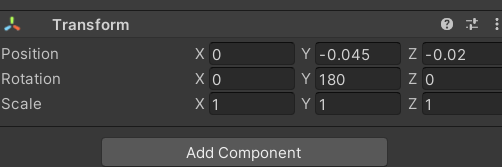 Transform
Position X 0 Y -0.045 Z -0.02
Rotation X 0 Y 180 Z 0
Scale X 1 Y 1 Z 1
Add Component